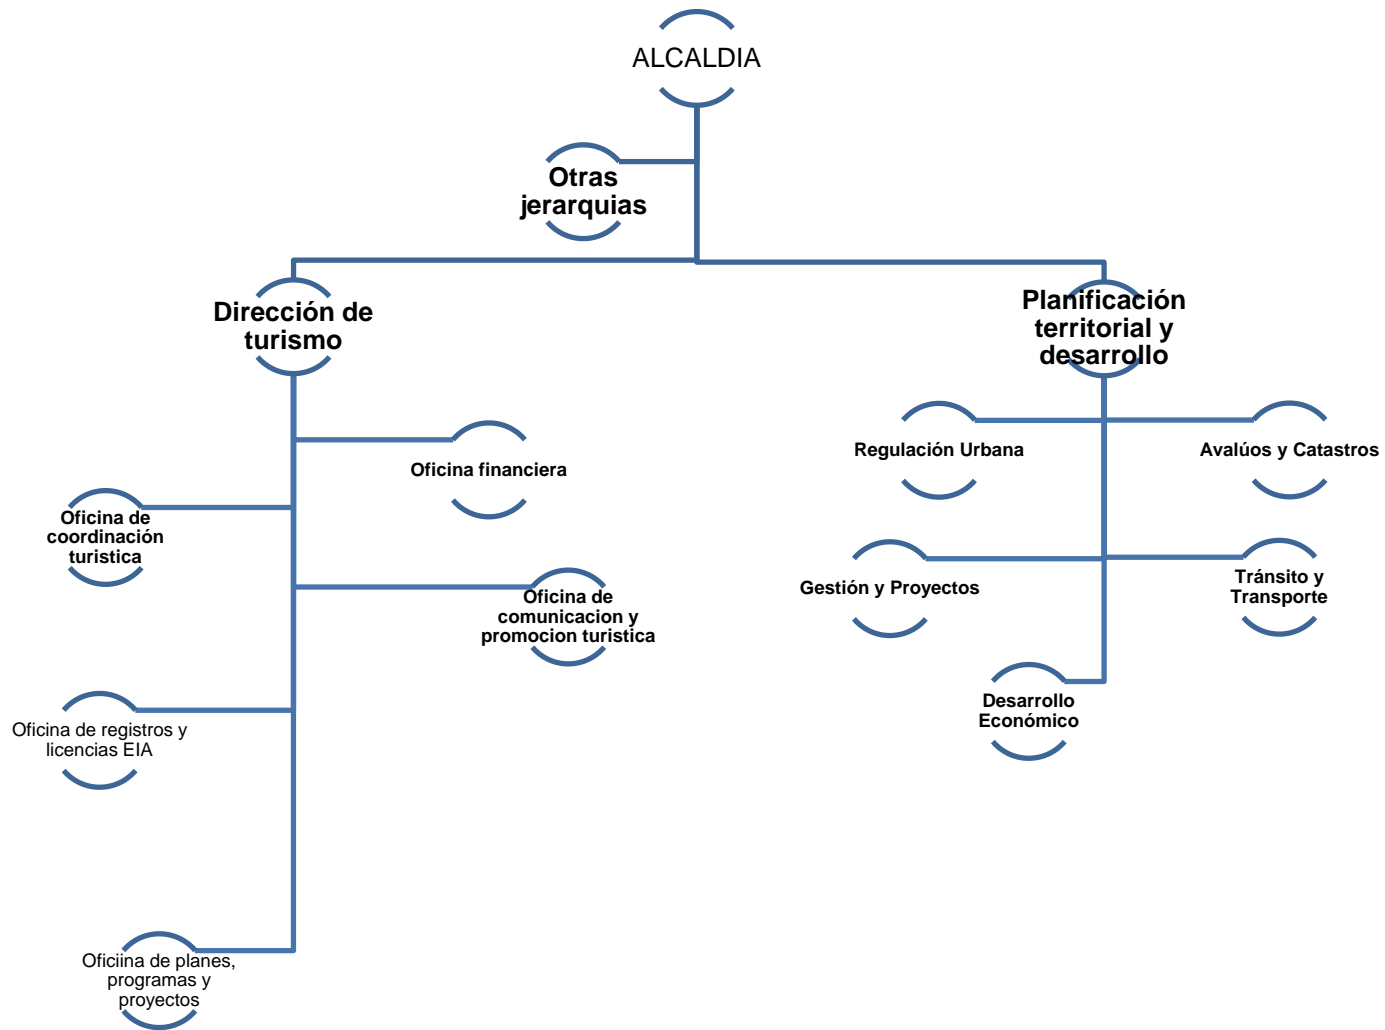 ALCALDIA
Otras
jerarquias
Dirección de
turismo
Planificación
territorial y
desarrollo
Oficina financiera
Oficina de
coordinación
turistica
Oficina de
comunicacion y
promocion turistica
Oficina de registros y
licencias EIA
Oficiina de planes,
programas y
proyectos
Regulación Urbana
Avalúos y Catastros
Gestión y Proyectos
Tránsito y
Transporte
Desarrollo
Económico